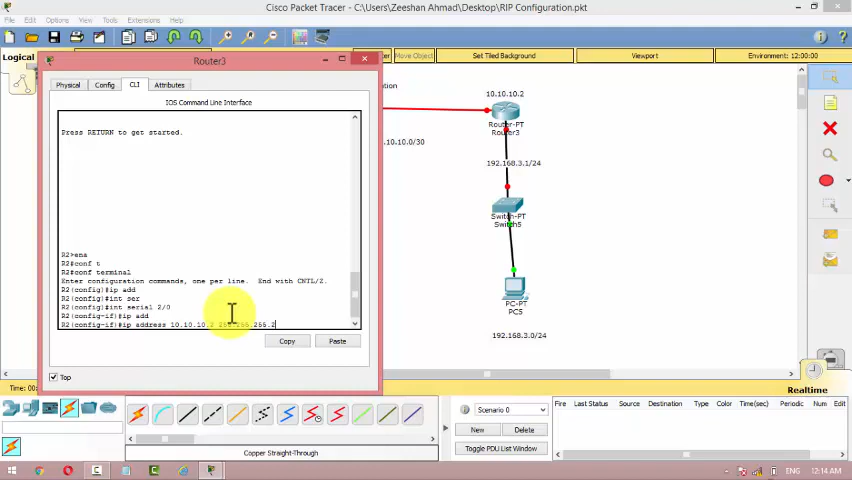 Cisco Packet Tracer - C:\Users\Zeeshan Ahmad\Desktop\RIP Configuration.pkt
File Edit Options View Tools Extensions Help
Logical
Move Object
Set Tiled Background
Viewport
Environment: 12:00:00
Router3
Physical Config CLI Attributes
IOS Command Line Interface
Press RETURN to get started.
R2>ena
R2#conf t
R2#conf terminal
Enter configuration commands, one per line. End with CNTL/Z.
R2(config)#ip add
R2(config)#int ser
R2(config)#int serial 2/0
R2(config-if)#ip add
R2(config-if)#ip address 10.10.10.2 255.255.255.2
Copy Paste
Top
10.10.10.2
Router-PT
Router3
.10.10.0/30
192.168.3.1/24
Switch-PT
Switch5
PC-PT
PC5
192.168.3.0/24
Realtime
Scenario 0
New Delete
Toggle PDU List Window
Fire Last Status Source Destination Type Color Time(sec) Periodic Num Edit
Copper Straight-Through
ENG 12:14 AM